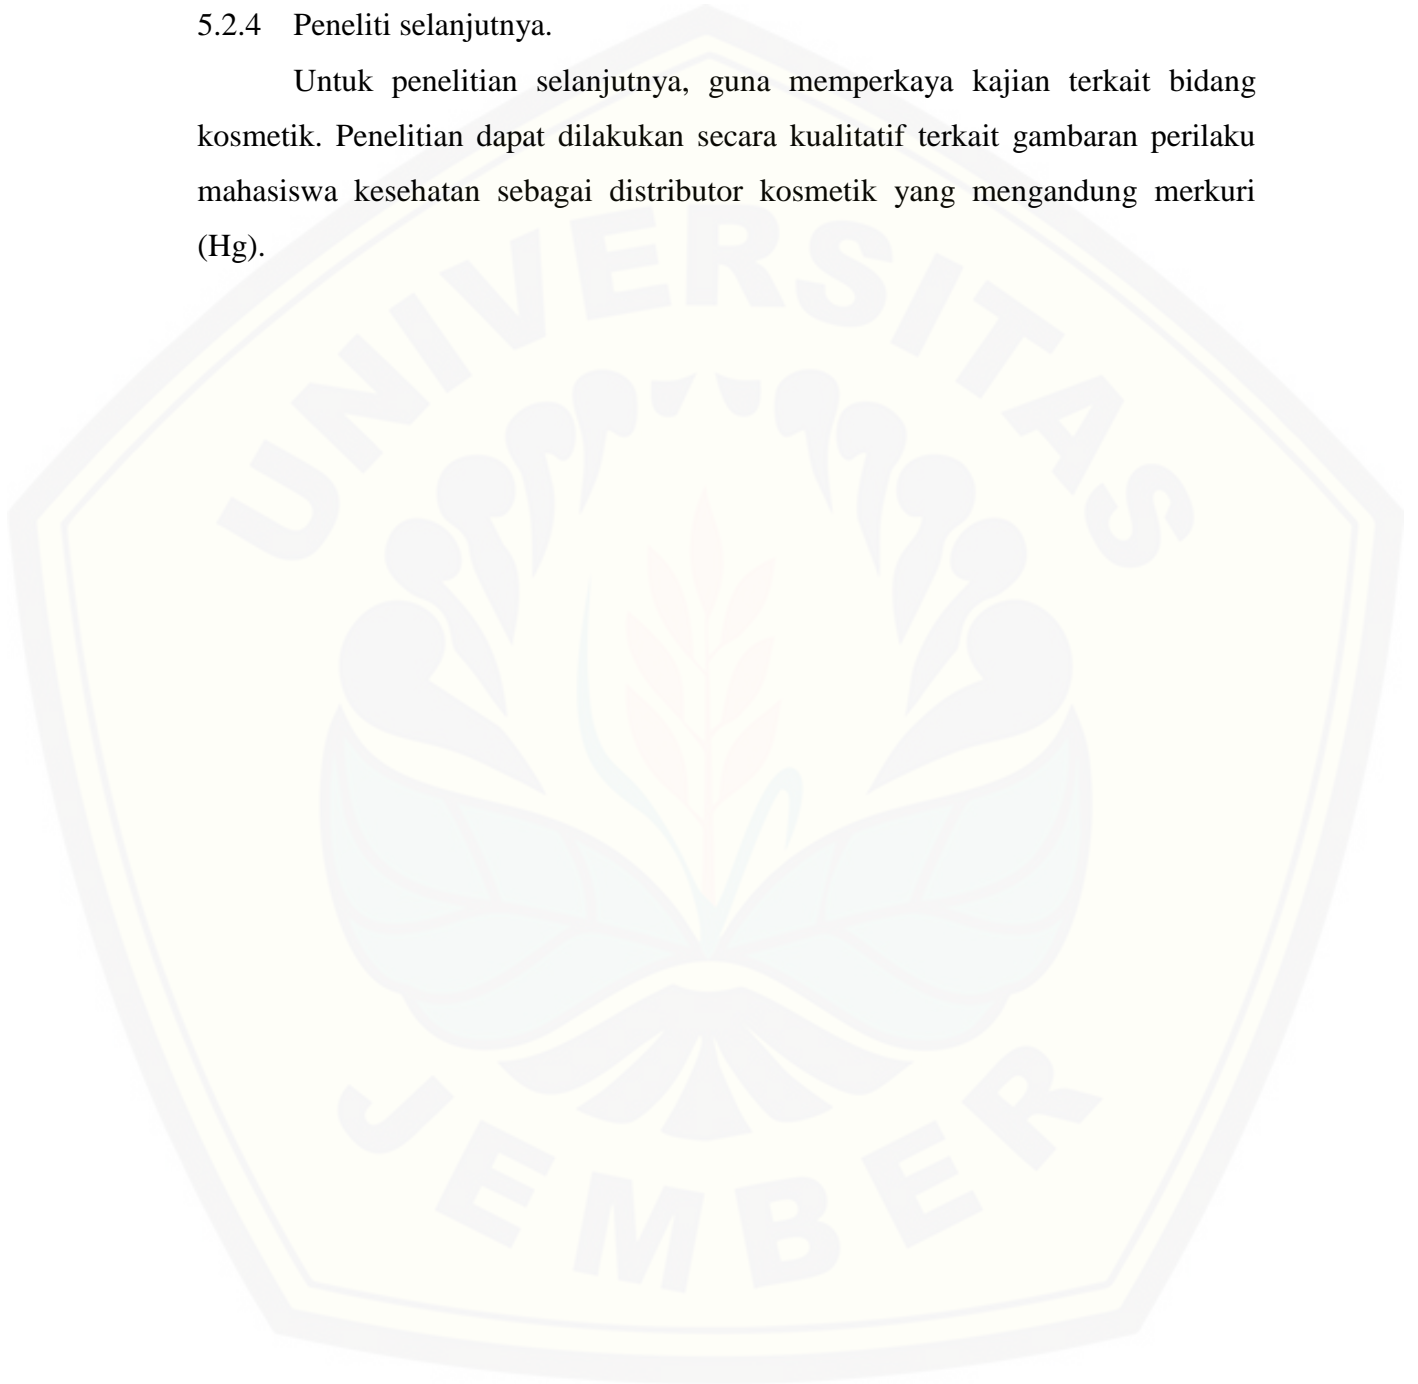 5.2.4 Peneliti selanjutnya.
Untuk penelitian selanjutnya, guna memperkaya kajian terkait bidang
kosmetik. Penelitian dapat dilakukan secara kualitatif terkait gambaran perilaku
mahasiswa kesehatan sebagai distributor kosmetik yang mengandung merkuri
(Hg).
UNIVERSITAS
JEMBER